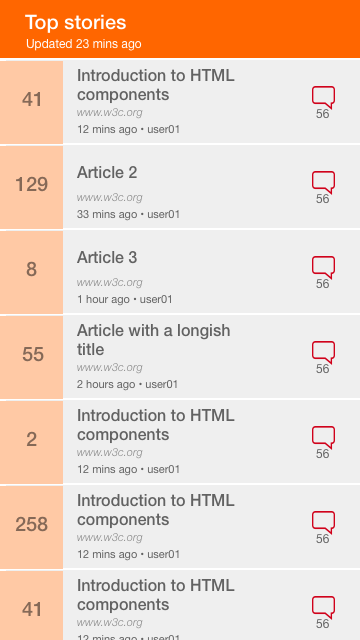 Top stories
Updated 23 mins ago
41
Introduction to HTML
components
www.w3c.org
12 mins ago • user01
56
129
Article 2
www.w3c.org
33 mins ago • user01
56
8
Article 3
www.w3c.org
1 hour ago • user01
56
55
Article with a longish
title
www.w3c.org
2 hours ago • user01
56
2
Introduction to HTML
components
www.w3c.org
12 mins ago • user01
56
258
Introduction to HTML
components
www.w3c.org
12 mins ago • user01
56
41
Introduction to HTML
components
www.w3c.org
12 mins ago • user01
56